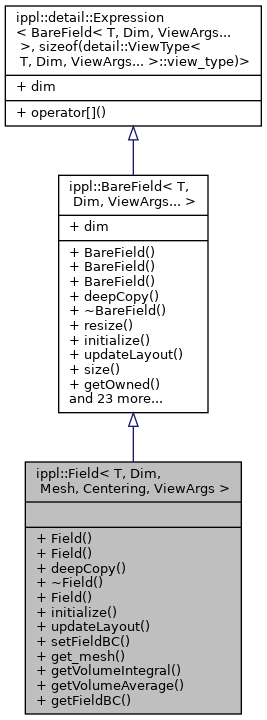 ippl::detail::Expression
< BareField< T, Dim, ViewArgs...
>, sizeof(detail::ViewType<
T, Dim, ViewArgs... >::view_type)>
+ dim
+ operator[]()
ippl::BareField< T,
Dim, ViewArgs... >
+ dim
+ BareField()
+ BareField()
+ BareField()
+ deepCopy()
+ ~BareField()
+ resize()
+ initialize()
+ updateLayout()
+ size()
+ getOwned()
and 23 more...
ippl::Field< T, Dim,
Mesh, Centering, ViewArgs >
+ Field()
+ Field()
+ deepCopy()
+ ~Field()
+ Field()
+ initialize()
+ updateLayout()
+ setFieldBC()
+ get_mesh()
+ getVolumeIntegral()
+ getVolumeAverage()
+ getFieldBC()